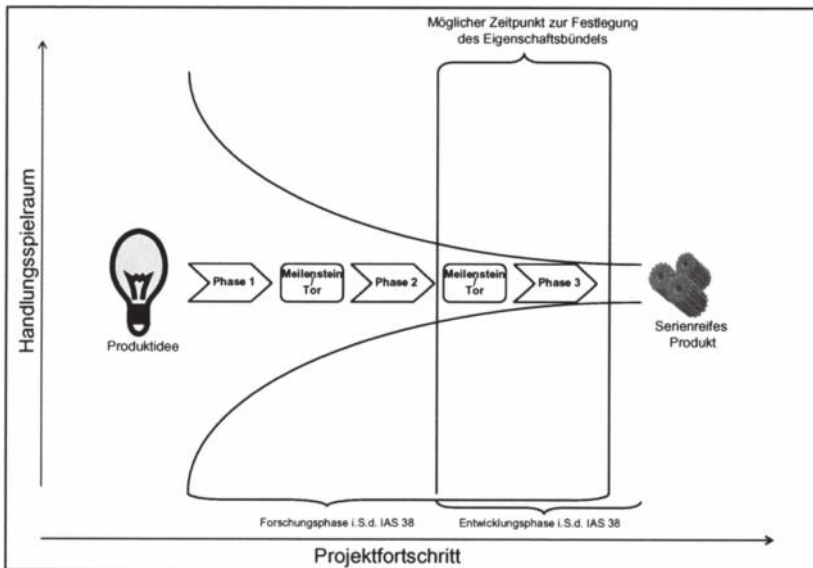 Möglicher Zeitpunkt zur Festlegung
des Eigenschaftsbündels
Handlungsspielraum
Produktidee
Phase 1
Meilenstein
/
Tor
Phase 2
Meilenstein
/
Tor
Phase 3
Serienreifes
Produkt
Forschungsphase i.S.d. IAS 38
Entwicklungsphase i.S.d. IAS 38
Projektfortschritt